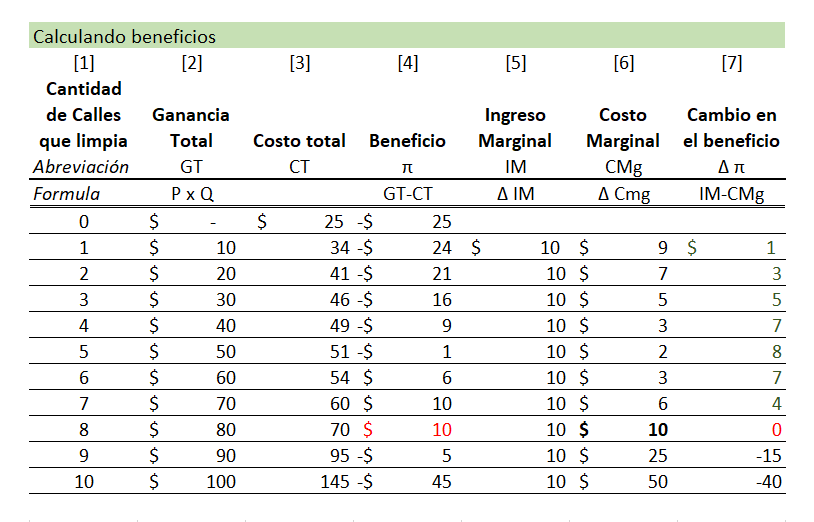 Calculando beneficios
[1] [2] [3] [4] [5] [6] [7]
Cantidad
de Calles Ganancia Ingreso Costo Cambio en
que limpia Total Costo total Beneficio Marginal Marginal el beneficio
Abreviación GT CT π IM CMg Δ π
Formula P x Q GT-CT Δ IM Δ Cmg IM-CMg
0 $ - $ 25 -$ 25
1 $ 10 34 -$ 24 $ 10 $ 9 $ 1
2 $ 20 41 -$ 21 10 $ 7 3
3 $ 30 46 -$ 16 10 $ 5 5
4 $ 40 49 -$ 9 10 $ 3 7
5 $ 50 51 -$ 1 10 $ 2 8
6 $ 60 54 $ 6 10 $ 3 7
7 $ 70 60 $ 10 10 $ 6 4
8 $ 80 70 $ 10 10 $ 10 0
9 $ 90 95 -$ 5 10 $ 25 -15
10 $ 100 145 -$ 45 10 $ 50 -40